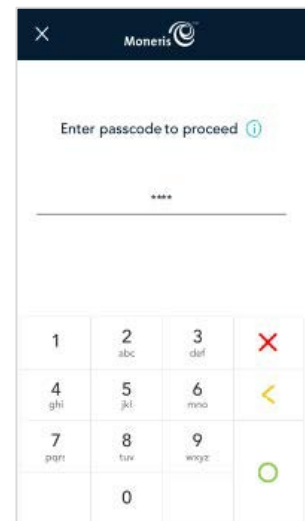 Moneris
Enter passcode to proceed
****
1
2
3
abc
def
4
5
6
ghi
jkl
mno
7
8
9
pqrs
tuv
wxyz
0